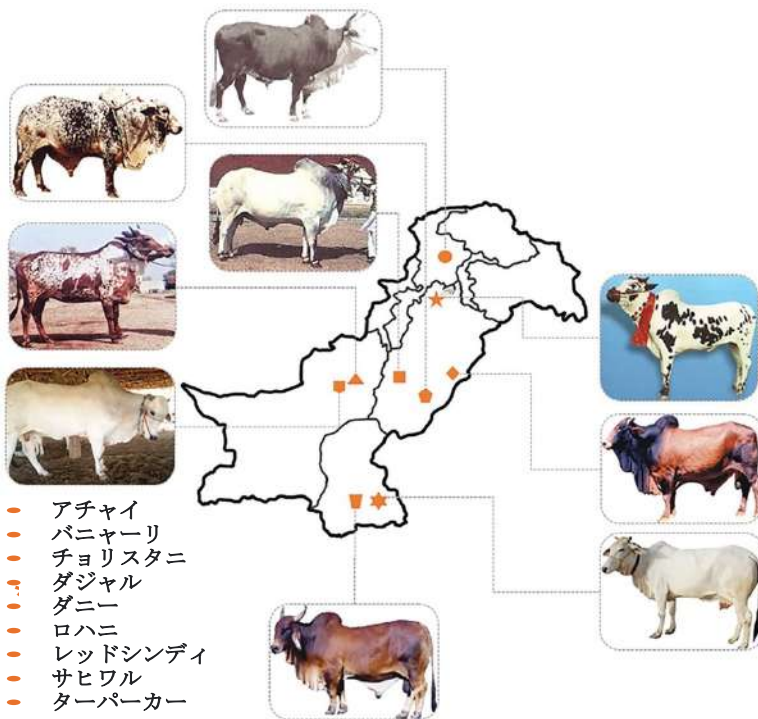 アチャイ
バニャーリ
チョリスタニ
ダジャル
ダニー
ロハニ
レッドシンディ
サヒワル
ターパーカー